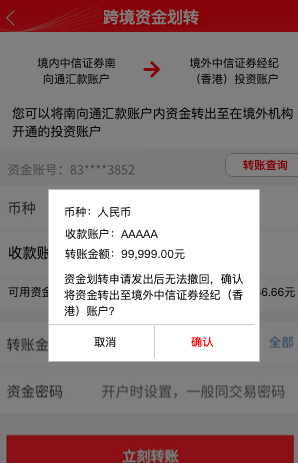 跨境资金划转
境内中信证券南
向通汇款账户
境外中信证券经纪
（香港）投资账户
您可以将南向通汇款账户内资金转出至在境外机构
开通的投资账户
资金账号：83****3852
转账查询
币种
币种：人民币
收款账户：AAAAA
转账金额：99,999.00元
资金划转申请发出后无法撤回，确认
将资金转出至境外中信证券经纪（香
港）账户？
取消
确认
收款账
可用资金
6.66元
转账金
全部
资金密码
开户时设置，一般同交易密码
立刻转账